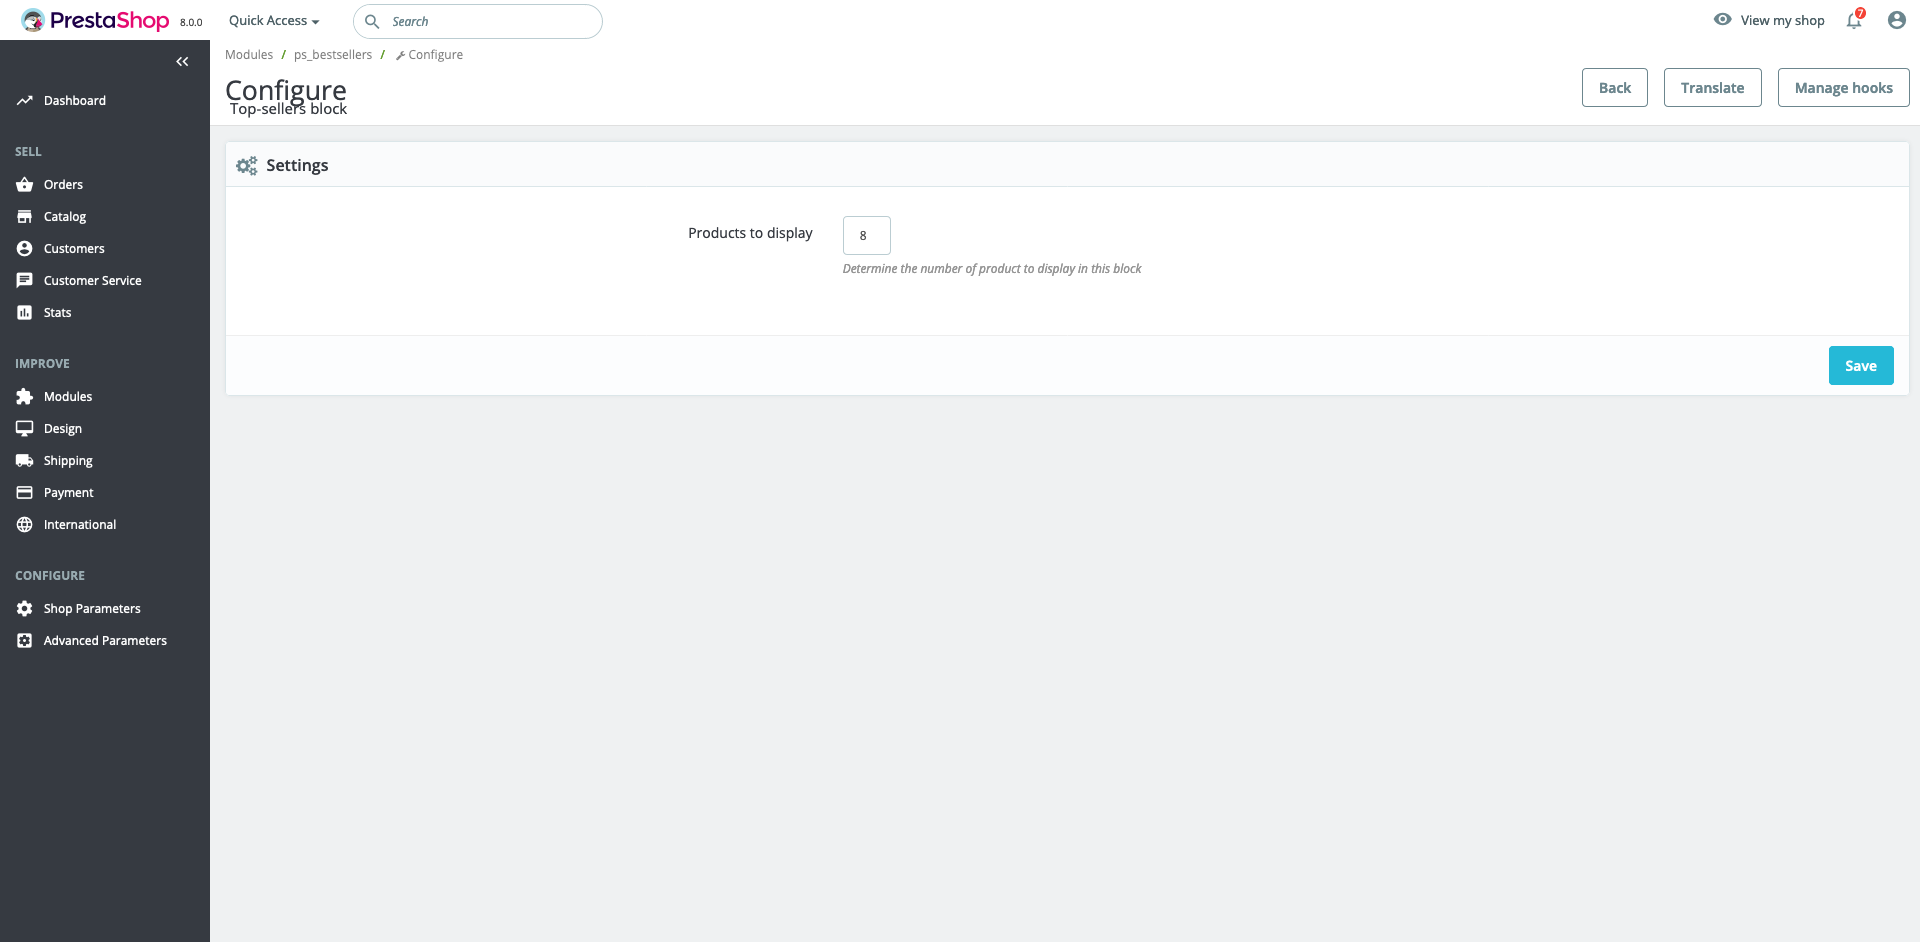 PrestaShop 8.0.0 Quick Access Search View my shop 7
Modules / ps_bestsellers / Configure
Configure
Top-sellers block
Back Translate Manage hooks
Dashboard
SELL
Orders
Catalog
Customers
Customer Service
Stats
IMPROVE
Modules
Design
Shipping
Payment
International
CONFIGURE
Shop Parameters
Advanced Parameters
Settings
Products to display 8
Determine the number of product to display in this block
Save